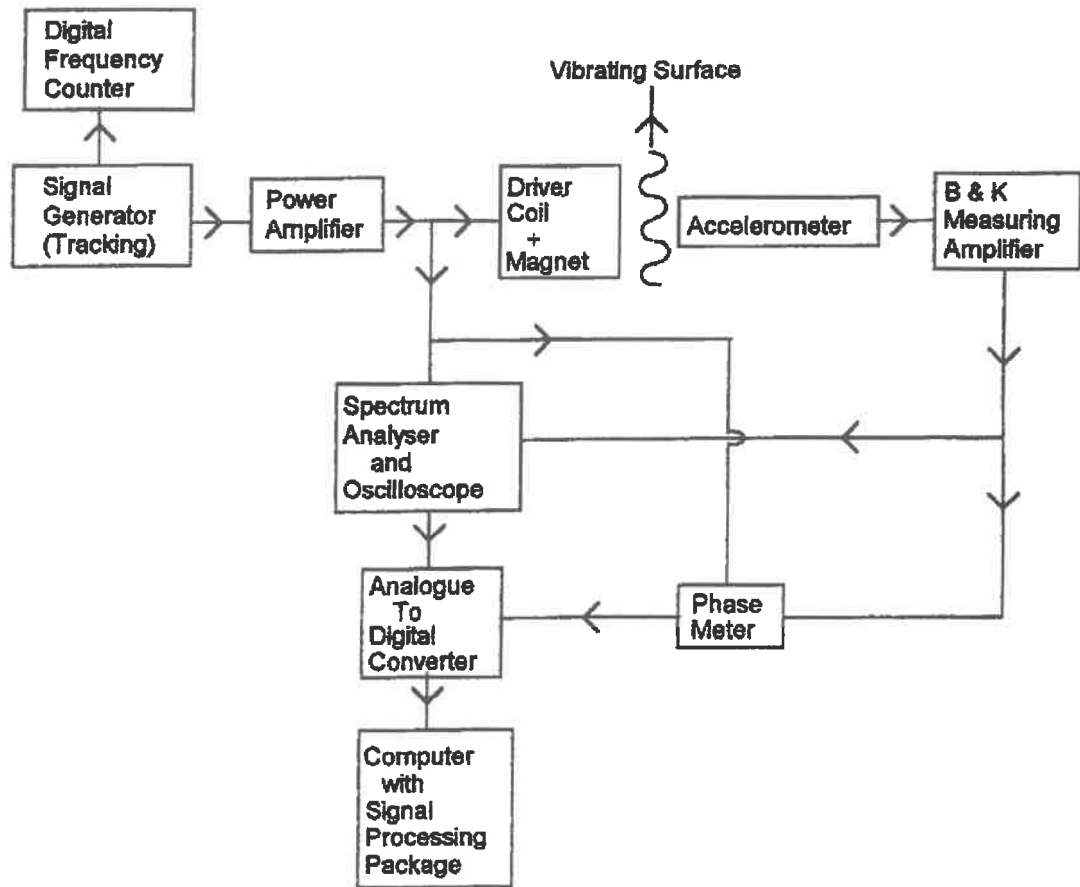 Digital
Frequency
Counter
Vibrating Surface
Signal
Generator
(Tracking)
Power
Amplifier
Driver
Coil
+
Magnet
Accelerometer
B & K
Measuring
Amplifier
Spectrum
Analyser
and
Oscilloscope
Analogue
To
Digital
Converter
Phase
Meter
Computer
with
Signal
Processing
Package